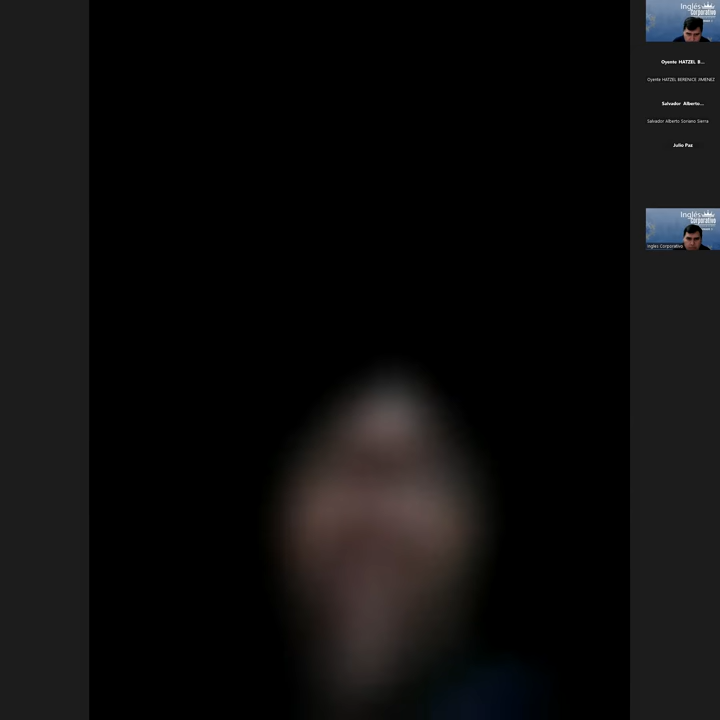 Inglés
Corporativo
Oyente HATZEL B...
Oyente HATZEL BERENICE JIMENEZ
Salvador Alberto...
Salvador Alberto Soriano Sierra
Julio Paz
Inglés
Corporativo
Inglés Corporativo